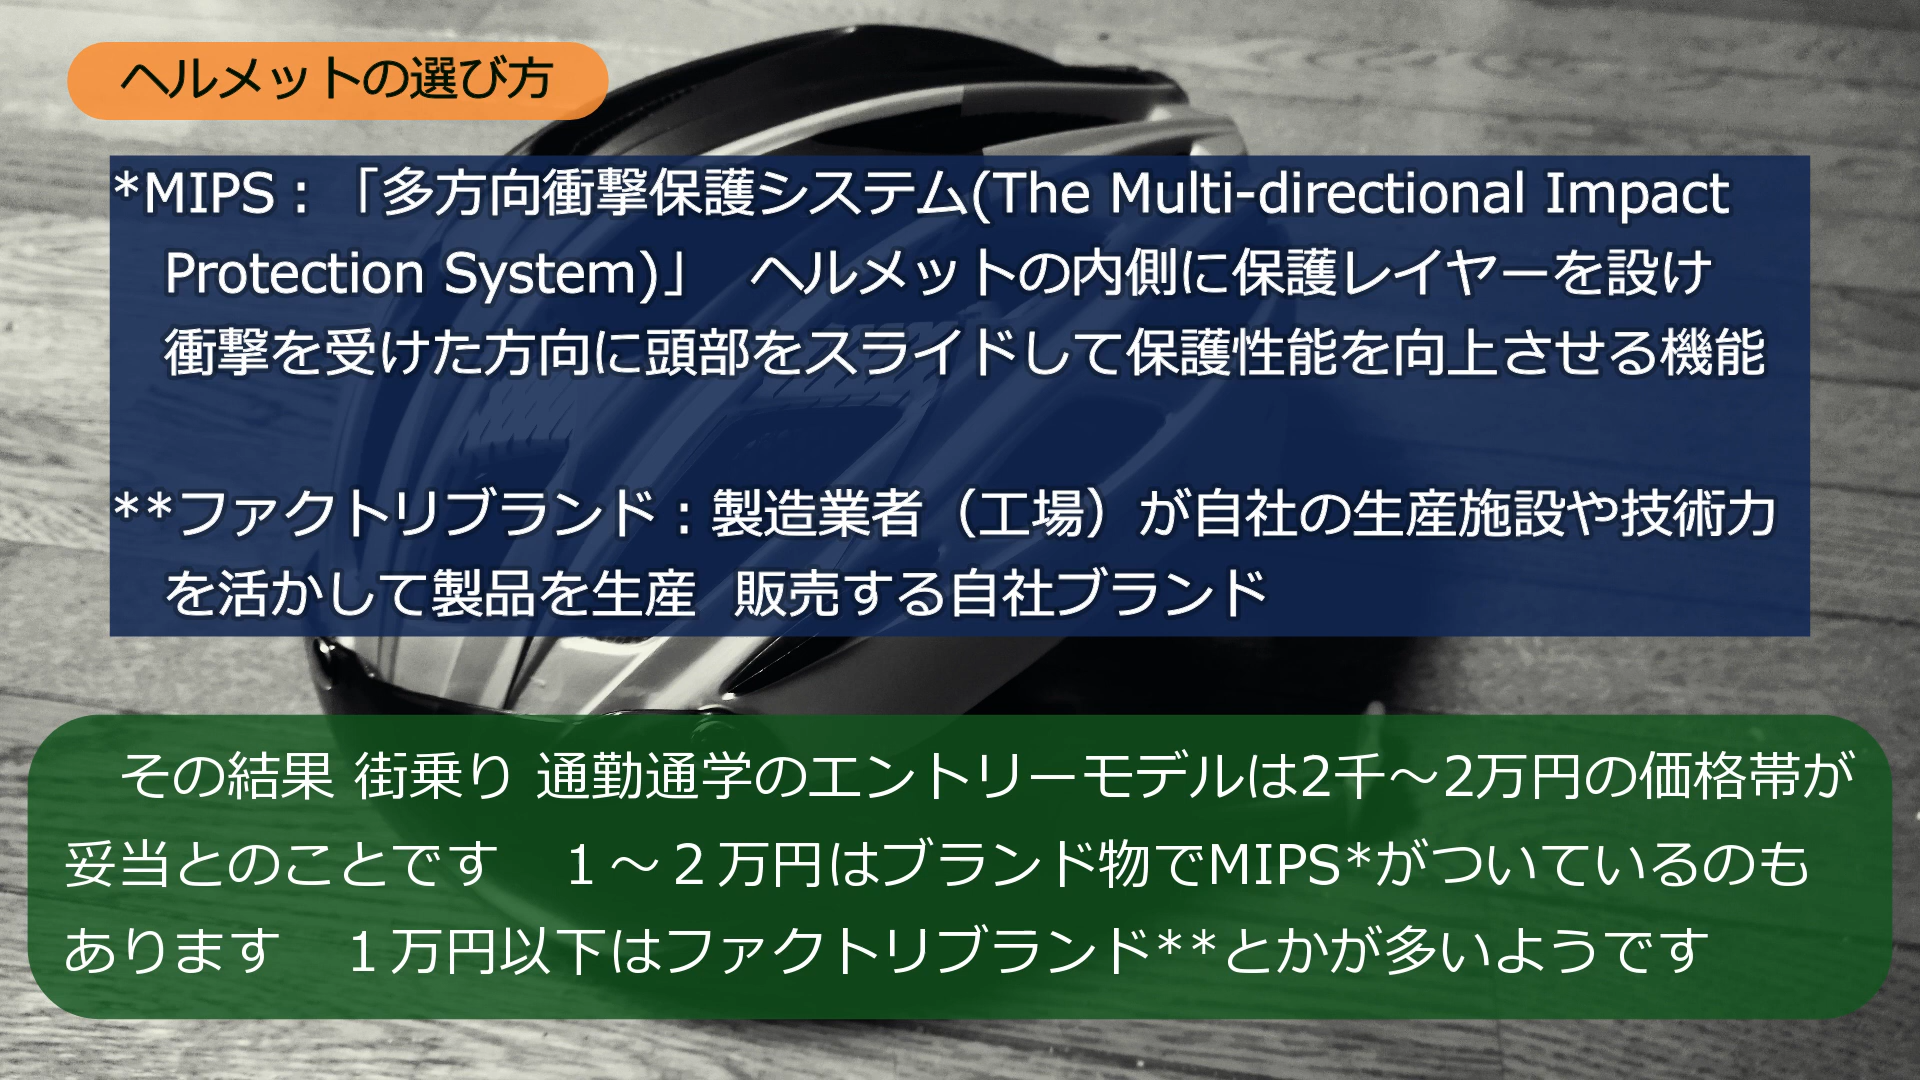 ヘルメットの選び方
*MIPS：「多方向衝撃保護システム(The Multi-directional Impact
Protection System)」　ヘルメットの内側に保護レイヤーを設け
衝撃を受けた方向に頭部をスライドして保護性能を向上させる機能
**ファクトリブランド：製造業者（工場）が自社の生産施設や技術力
を活かして製品を生産 販売する自社ブランド
その結果 街乗り 通勤通学のエントリーモデルは2千～2万円の価格帯が
妥当とのことです　１～２万円はブランド物でMIPS*がついているのも
あります　１万円以下はファクトリブランド**とかが多いようです